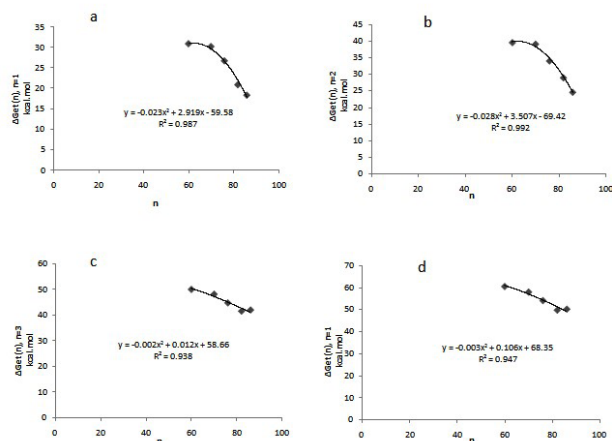 a
ΔGet(n), n=1
kcal.mol
35
30
25
20
15
10
5
0
y = -0.023x² + 2.919x - 59.58
R² = 0.987
0 20 40 60 80 100
n
b
ΔGet(n), n=2
kcal.mol
45
40
35
30
25
20
15
10
5
0
y = -0.028x² + 3.507x - 69.42
R² = 0.992
0 20 40 60 80 100
n
c
ΔGet(n), n=3
kcal.mol
60
50
40
30
20
10
0
y = -0.002x² + 0.012x + 58.66
R² = 0.938
0 20 40 60 80 100
n
d
ΔGet(n), n=1
kcal.mol
70
60
50
40
30
20
10
0
y = -0.003x² + 0.106x + 68.35
R² = 0.947
0 20 40 60 80 100
n